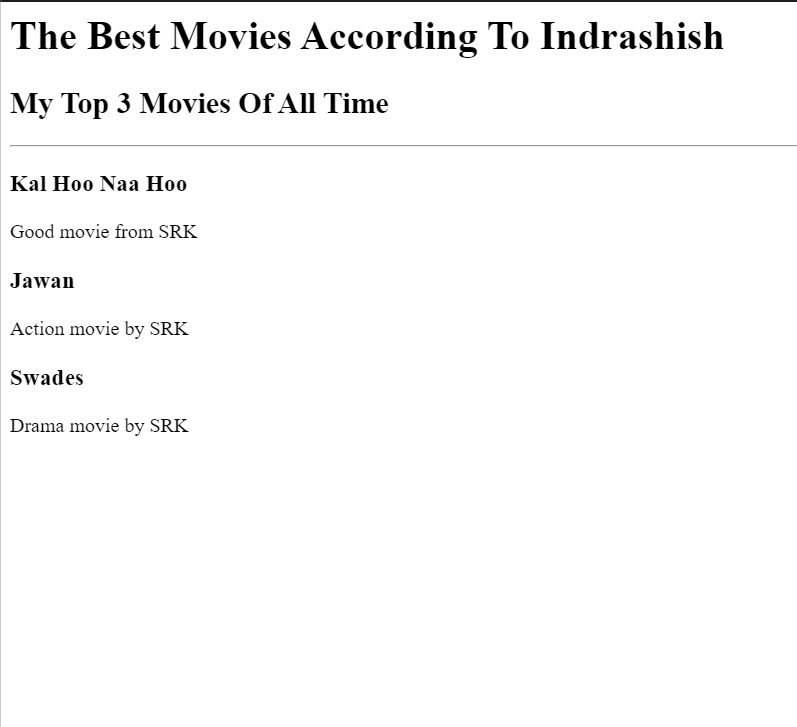 The Best Movies According To Indrashish
My Top 3 Movies Of All Time
Kal Hoo Naa Hoo
Good movie from SRK
Jawan
Action movie by SRK
Swades
Drama movie by SRK